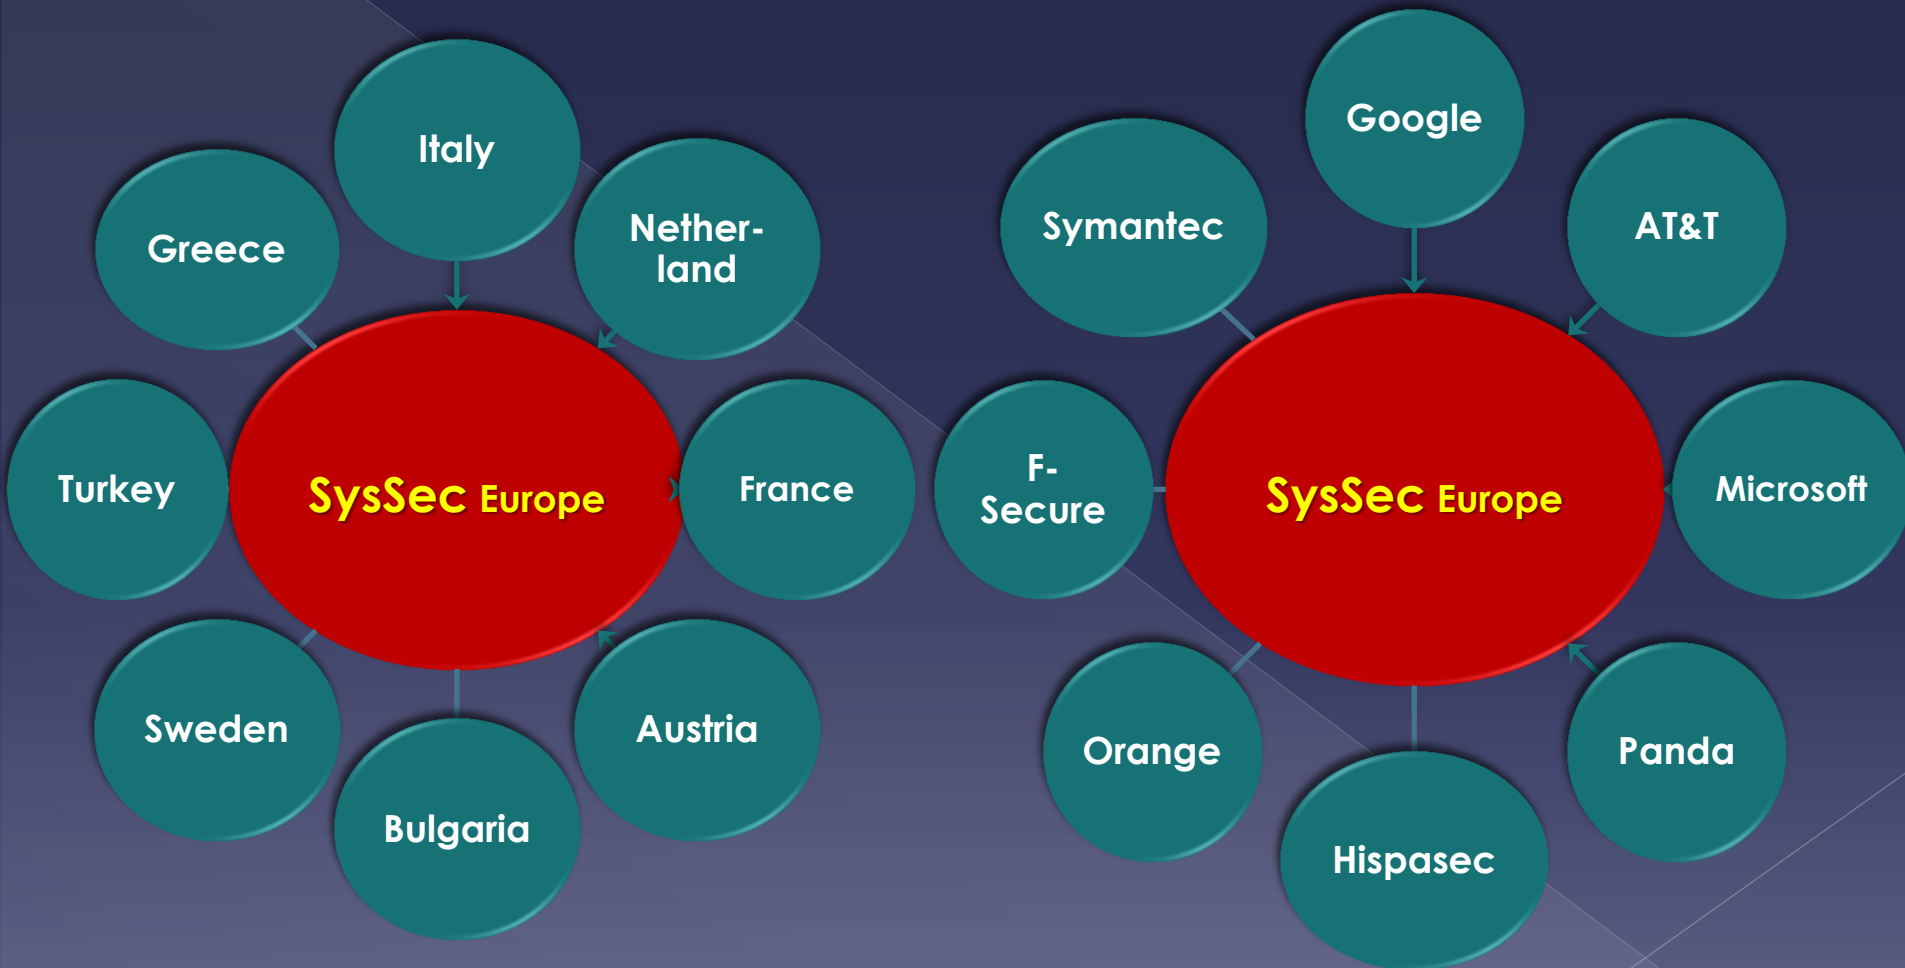 Italy
Nether-
land
France
Austria
Bulgaria
Sweden
Turkey
Greece
SysSec Europe
Google
AT&T
Microsoft
Panda
Hispasec
Orange
F-
Secure
Symantec
SysSec Europe